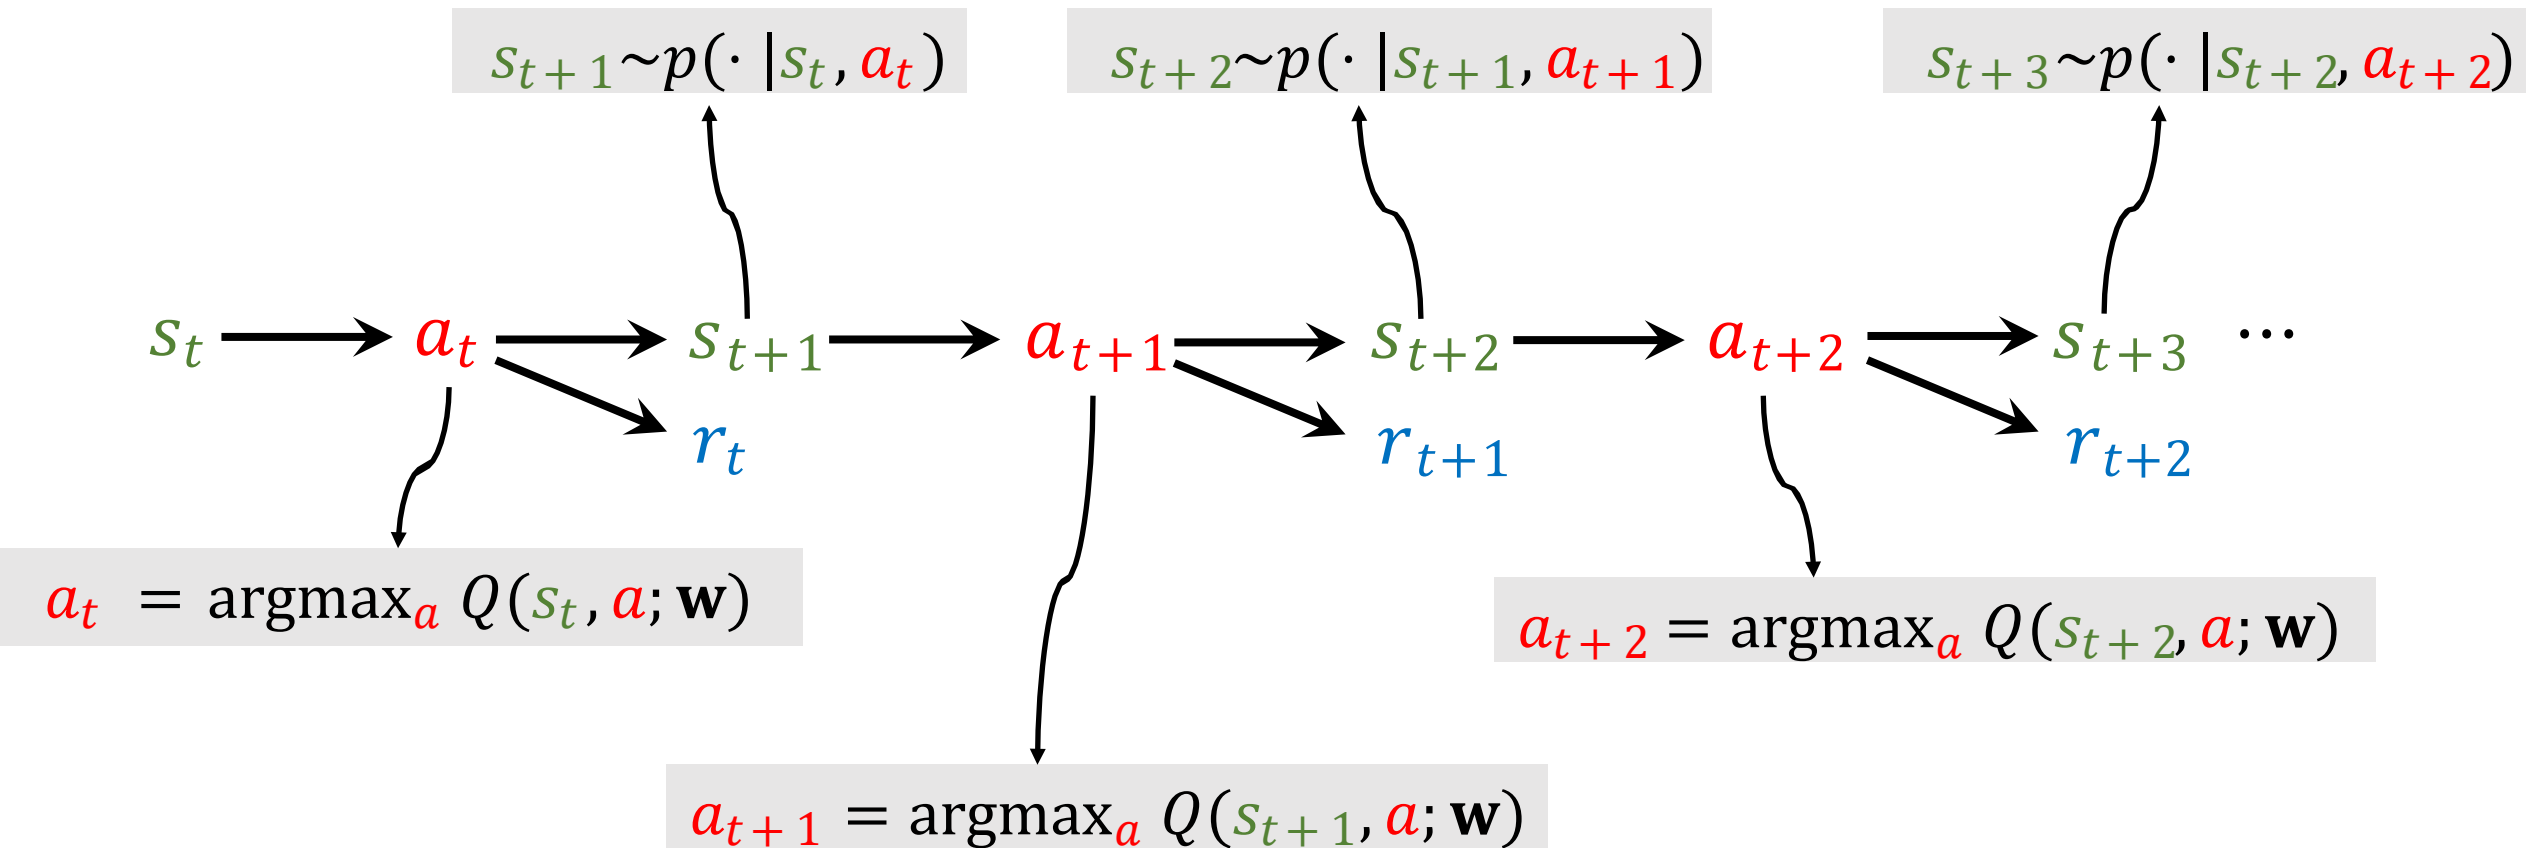 s_{t+1}~p(· |s_t, a_t)
s_{t+2}~p(· |s_{t+1}, a_{t+1})
s_{t+3}~p(· |s_{t+2}, a_{t+2})
s_t a_t s_{t+1} a_{t+1} s_{t+2} a_{t+2} s_{t+3} ⋯
r_t r_{t+1} r_{t+2}
a_t = argmax_a Q(s_t, a; w)
a_{t+2} = argmax_a Q(s_{t+2}, a; w)
a_{t+1} = argmax_a Q(s_{t+1}, a; w)